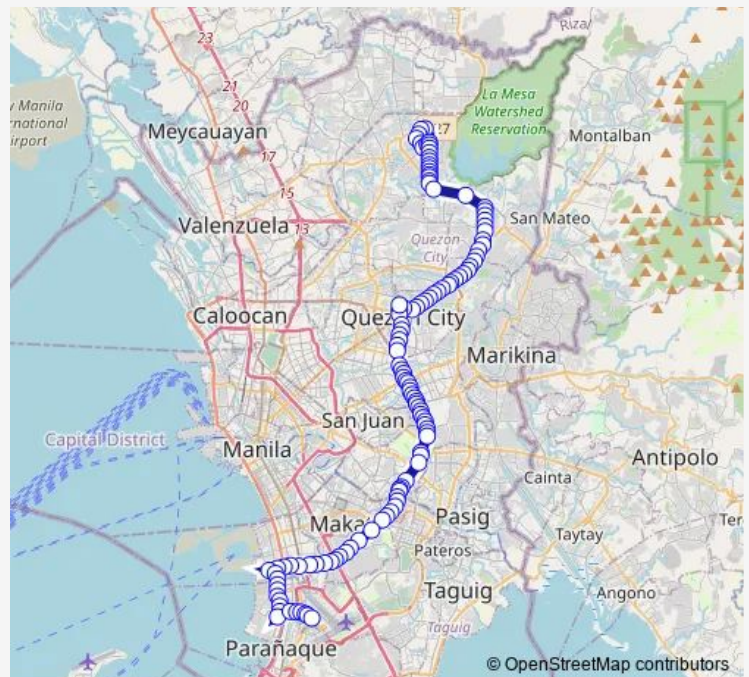 23
Rizal
21
20
La Mesa
Watershed
Reservation
y Manila
rnational
irport
Meycauayan
27
Montalban
17
15
Valenzuela
13
San Mateo
Quezon
City
Caloocan
Quezon City
Marikina
San Juan
Capital District
Manila
Antipolo
Cainta
Makati
Pasig
Ter
Taytay
Pateros
Taguig
Angono
Taguig
Parañaque
© OpenStreetMap contributors